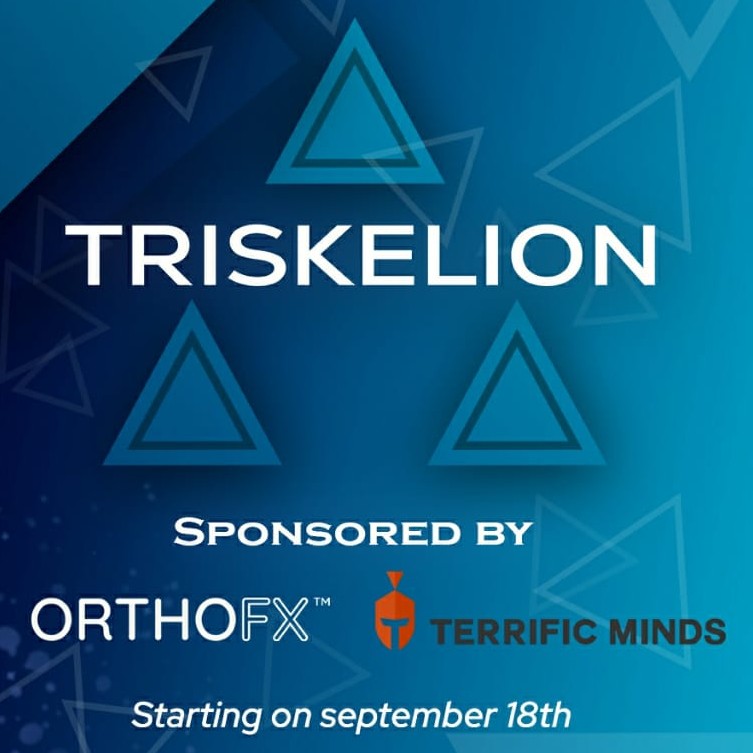 TRISKELION
SPONSORED BY
ORTHOFX™ TERRIFIC MINDS
Starting on september 18th